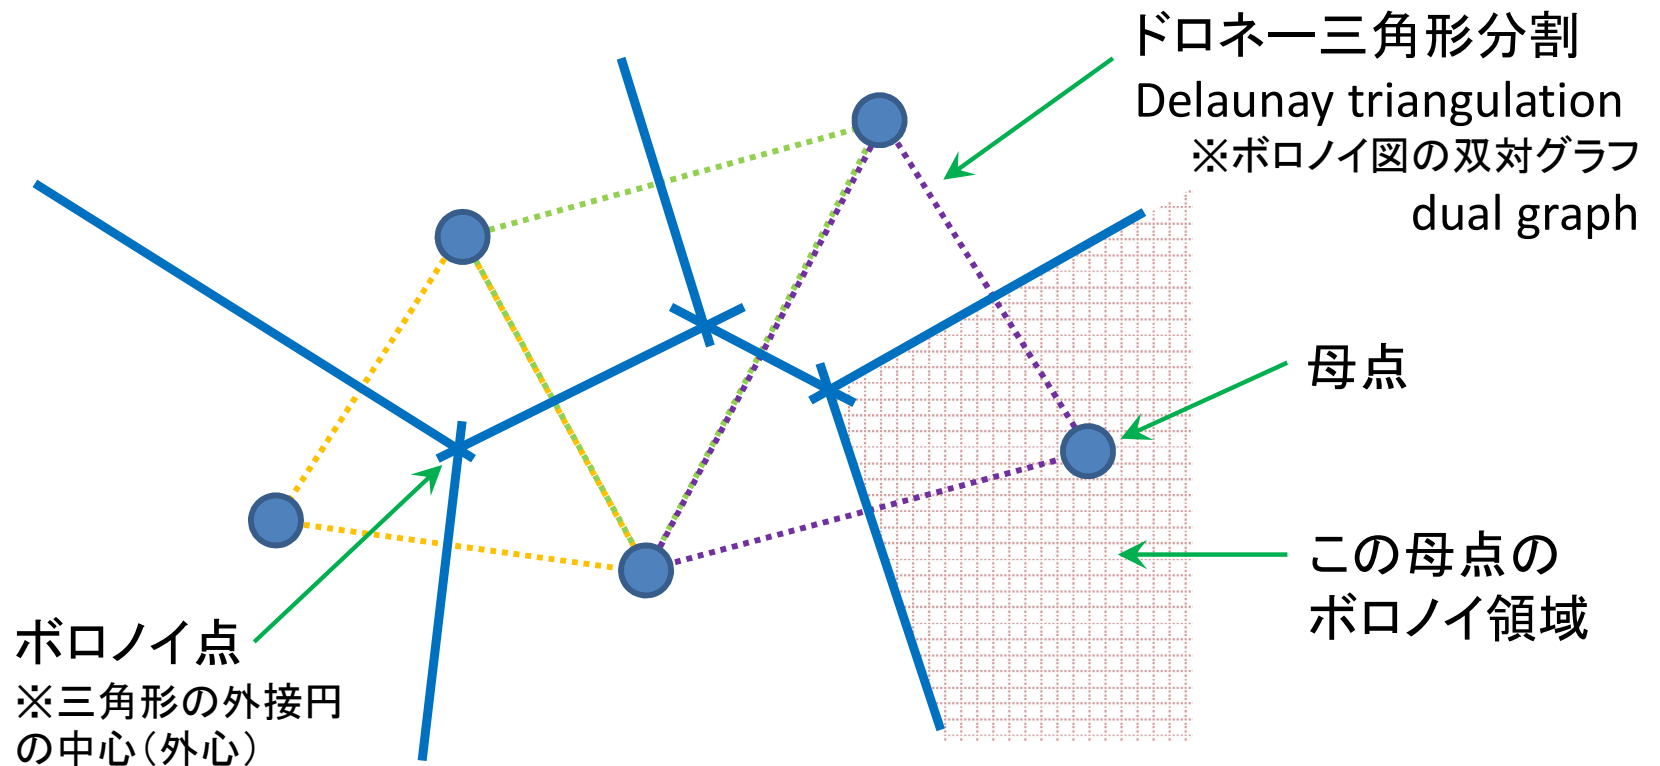 ドロネー三角形分割
Delaunay triangulation
※ボロノイ図の双対グラフ
dual graph
母点
この母点の
ボロノイ領域
ボロノイ点
※三角形の外接円
の中心（外心）